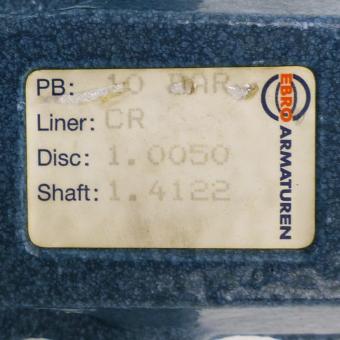 PB: 10 BAR
Liner: CR
Disc: 1.0050
Shaft: 1.4122
EBRO ARMATUREN